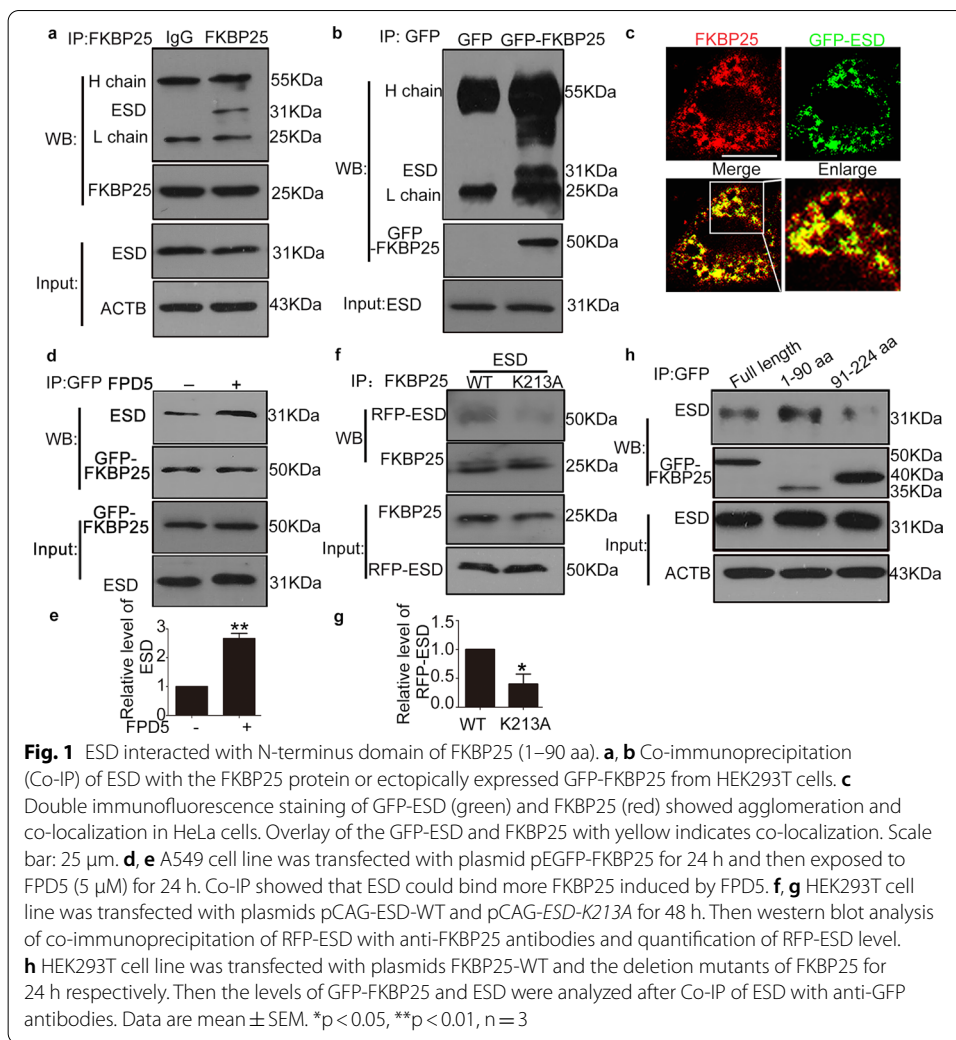 a
IP:FKBP25 IgG FKBP25
H chain 55KDa
ESD 31KDa
WB:
L chain 25KDa
FKBP25 25KDa
ESD 31KDa
Input:
ACTB 43KDa
b
IP: GFP GFP GFP-FKBP25
H chain 55KDa
WB:
ESD 31KDa
L chain 25KDa
GFP
-FKBP25 50KDa
Input:ESD 31KDa
c
FKBP25 GFP-ESD
Merge Enlarge
d
IP:GFP FPD5 – +
ESD 31KDa
WB:
GFP-
FKBP25 50KDa
GFP-
FKBP25 50KDa
Input:
ESD 31KDa
f
ESD
IP: FKBP25 WT K213A
RFP-ESD 50KDa
WB
FKBP25 25KDa
FKBP25 25KDa
Input:
RFP-ESD 50KDa
h
IP:GFP Full length 1-90 aa 91-224 aa
ESD 31KDa
WB:
GFP-
FKBP25 50KDa
40KDa
35KDa
ESD 31KDa
Input:
ACTB 43KDa
e
Relative level of
ESD
3
2
1
0
**
FPD5 - +
g
Relative level of
RFP-ESD
1.5
1.0
0.5
0.0
*
WT K213A
Fig. 1 ESD interacted with N-terminus domain of FKBP25 (1–90 aa). a, b Co-immunoprecipitation
(Co-IP) of ESD with the FKBP25 protein or ectopically expressed GFP-FKBP25 from HEK293T cells. c
Double immunofluorescence staining of GFP-ESD (green) and FKBP25 (red) showed agglomeration and
co-localization in HeLa cells. Overlay of the GFP-ESD and FKBP25 with yellow indicates co-localization. Scale
bar: 25 μm. d, e A549 cell line was transfected with plasmid pEGFP-FKBP25 for 24 h and then exposed to
FPD5 (5 μM) for 24 h. Co-IP showed that ESD could bind more FKBP25 induced by FPD5. f, g HEK293T cell
line was transfected with plasmids pCAG-ESD-WT and pCAG-ESD-K213A for 48 h. Then western blot analysis
of co-immunoprecipitation of RFP-ESD with anti-FKBP25 antibodies and quantification of RFP-ESD level.
h HEK293T cell line was transfected with plasmids FKBP25-WT and the deletion mutants of FKBP25 for
24 h respectively. Then the levels of GFP-FKBP25 and ESD were analyzed after Co-IP of ESD with anti-GFP
antibodies. Data are mean ± SEM. *p < 0.05, **p < 0.01, n = 3